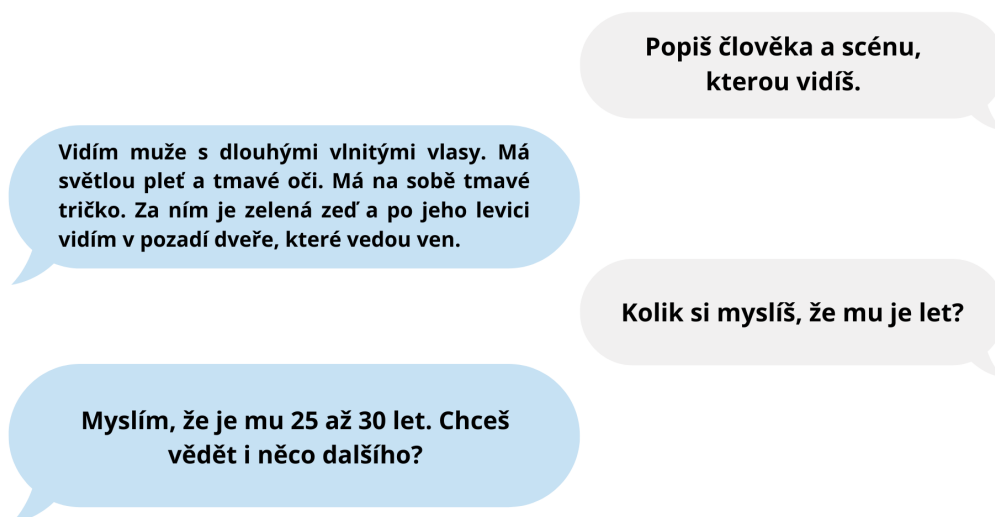 Popiš člověka a scénu,
kterou vidíš.
Vidím muže s dlouhými vlnitými vlasy. Má
světlou pleť a tmavé oči. Má na sobě tmavé
tričko. Za ním je zelená zeď a po jeho levici
vidím v pozadí dveře, které vedou ven.
Kolik si myslíš, že mu je let?
Myslím, že je mu 25 až 30 let. Chceš
vědět i něco dalšího?